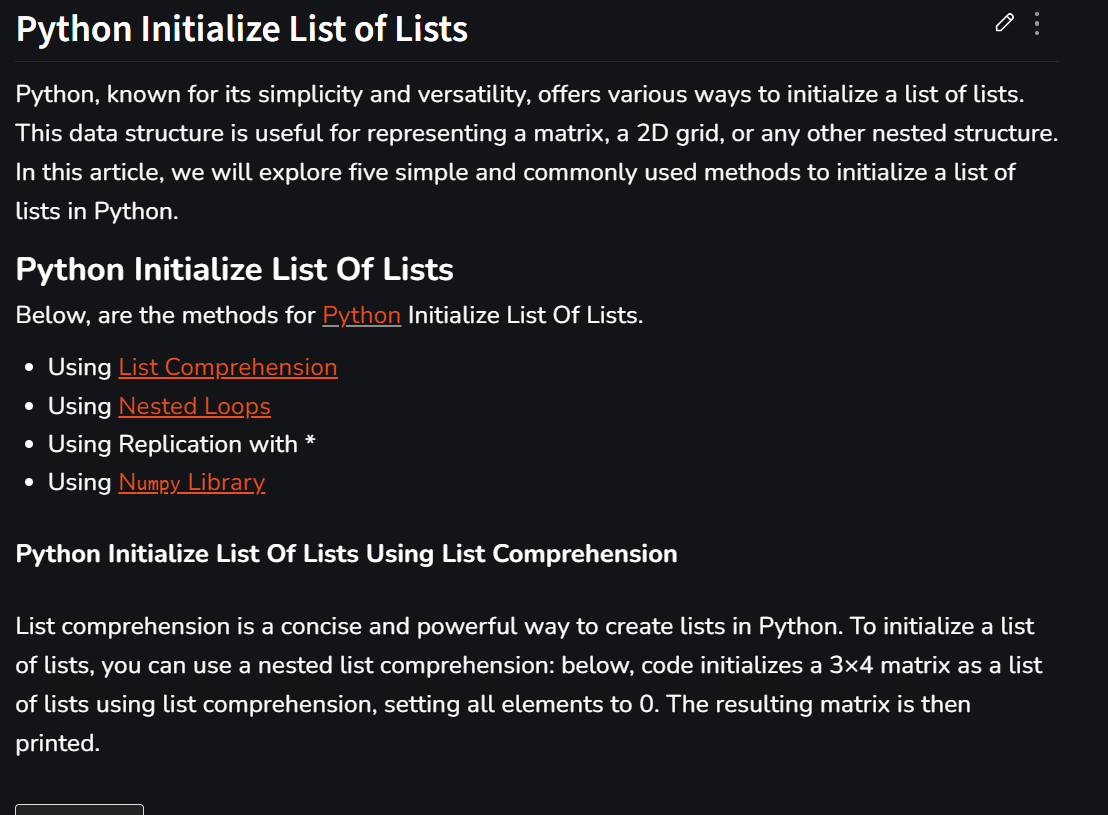 Python Initialize List of Lists
Python, known for its simplicity and versatility, offers various ways to initialize a list of lists.
This data structure is useful for representing a matrix, a 2D grid, or any other nested structure.
In this article, we will explore five simple and commonly used methods to initialize a list of
lists in Python.
Python Initialize List Of Lists
Below, are the methods for Python Initialize List Of Lists.
• Using List Comprehension
• Using Nested Loops
• Using Replication with *
• Using Numpy Library
Python Initialize List Of Lists Using List Comprehension
List comprehension is a concise and powerful way to create lists in Python. To initialize a list
of lists, you can use a nested list comprehension: below, code initializes a 3×4 matrix as a list
of lists using list comprehension, setting all elements to 0. The resulting matrix is then
printed.